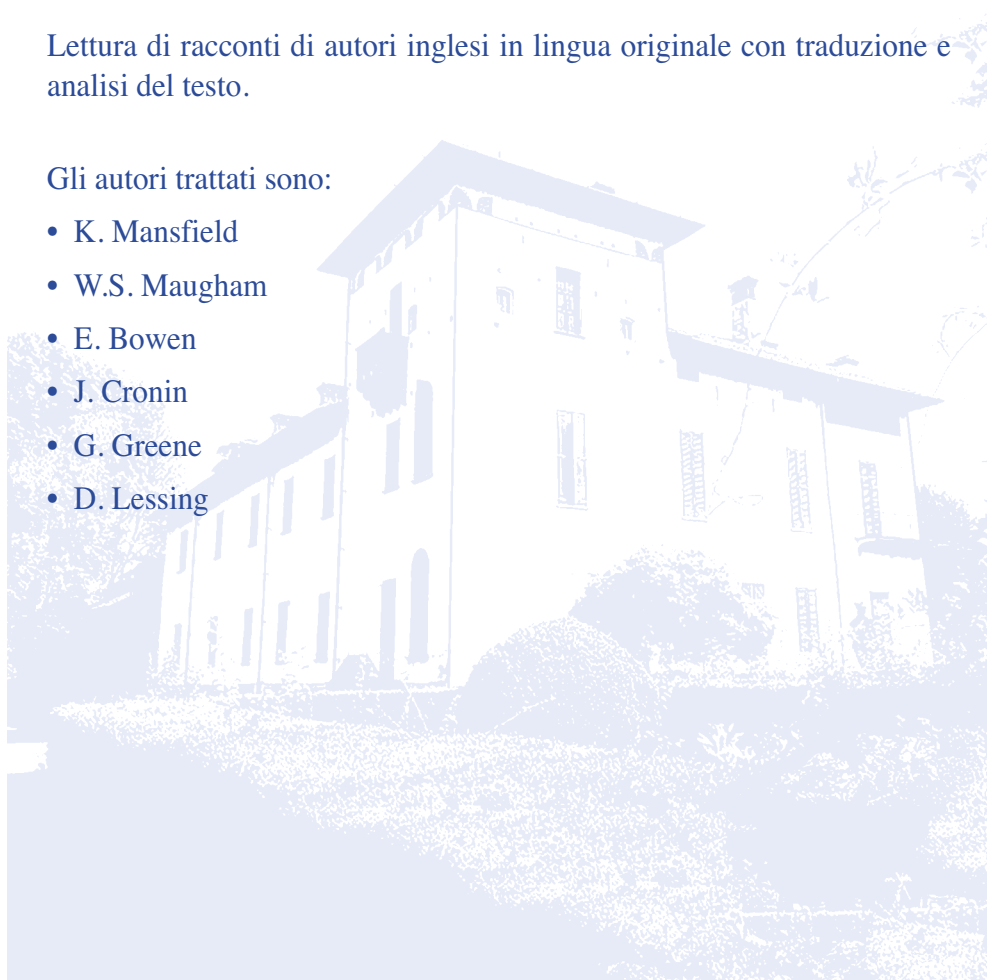 Lettura di racconti di autori inglesi in lingua originale con traduzione e
analisi del testo.
Gli autori trattati sono:
• K. Mansfield
• W.S. Maugham
• E. Bowen
• J. Cronin
• G. Greene
• D. Lessing